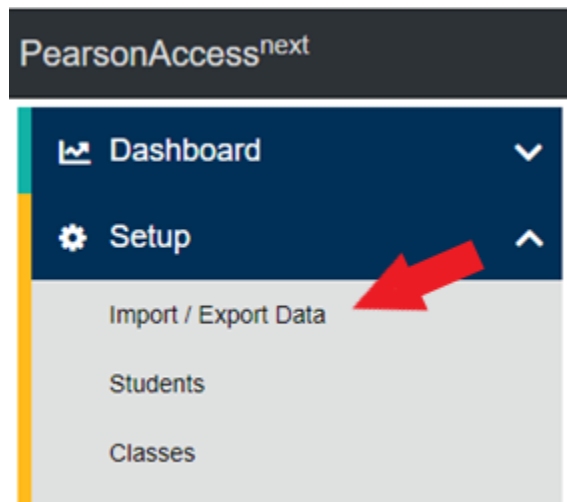 PearsonAccessnext
Dashboard
Setup
Import / Export Data
Students
Classes